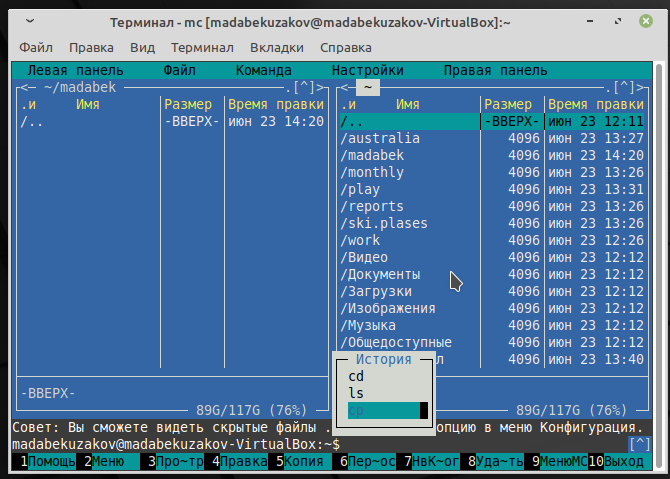 Терминал - mc [madabekuzakov@madabekuzakov-VirtualBox]:~
Файл Правка Вид Терминал Вкладки Справка
Левая панель Файл Команда Настройки Правая панель
<─ ~/madabek .[^]> <─ ~ .[^]>
.и Имя Размер Время правки .и Имя Размер Время правки
/.. -ВВЕРХ- июн 23 14:20 /.. -ВВЕРХ- июн 23 12:11
/australia 4096 июн 23 13:27
/madabek 4096 июн 23 14:20
/monthly 4096 июн 23 13:26
/play 4096 июн 23 13:31
/reports 4096 июн 23 13:26
/ski.plases 4096 июн 23 13:26
/work 4096 июн 23 12:26
/Видео 4096 июн 23 12:12
/Документы 4096 июн 23 12:12
/Загрузки 4096 июн 23 12:12
/Изображения 4096 июн 23 12:12
/Музыка 4096 июн 23 12:12
/Общедоступные 4096 июн 23 12:12
л 4096 июн 23 13:40
История
cd
ls
cp
-ВВЕРХ-
89G/117G (76%) 89G/117G (76%)
Совет: Вы сможете видеть скрытые файлы . опцию в меню Конфигурация.
madabekuzakov@madabekuzakov-VirtualBox:~$ [^]
1Помощь 2Меню 3Про~тр 4Правка 5Копия 6Пер~ос 7НвК~ог 8Уда~ть 9МенюMC 10Выход